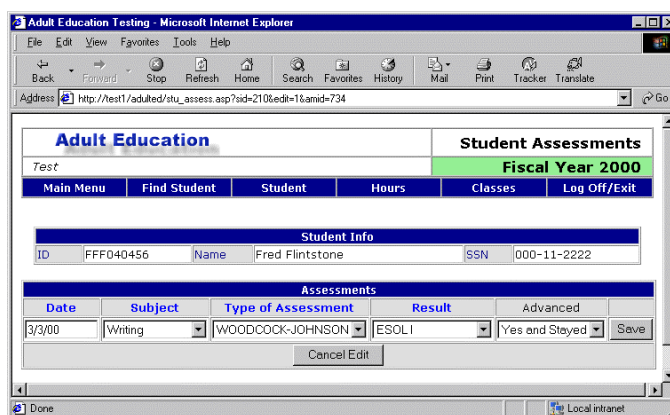 Adult Education Testing - Microsoft Internet Explorer
File Edit View Favorites Tools Help
Back Forward Stop Refresh Home Search Favorites History Mail Print Tracker Translate
Address http://test1/adulted/stu_assess.asp?sid=210&edit=1&amid=734 Go
Adult Education Student Assessments
Test Fiscal Year 2000
Main Menu Find Student Student Hours Classes Log Off/Exit
Student Info
ID FFF040456 Name Fred Flintstone SSN 000-11-2222
Assessments
Date Subject Type of Assessment Result Advanced
3/3/00 Writing WOODCOCK-JOHNSON ESOL I Yes and Stayed Save
Cancel Edit
Done Local intranet